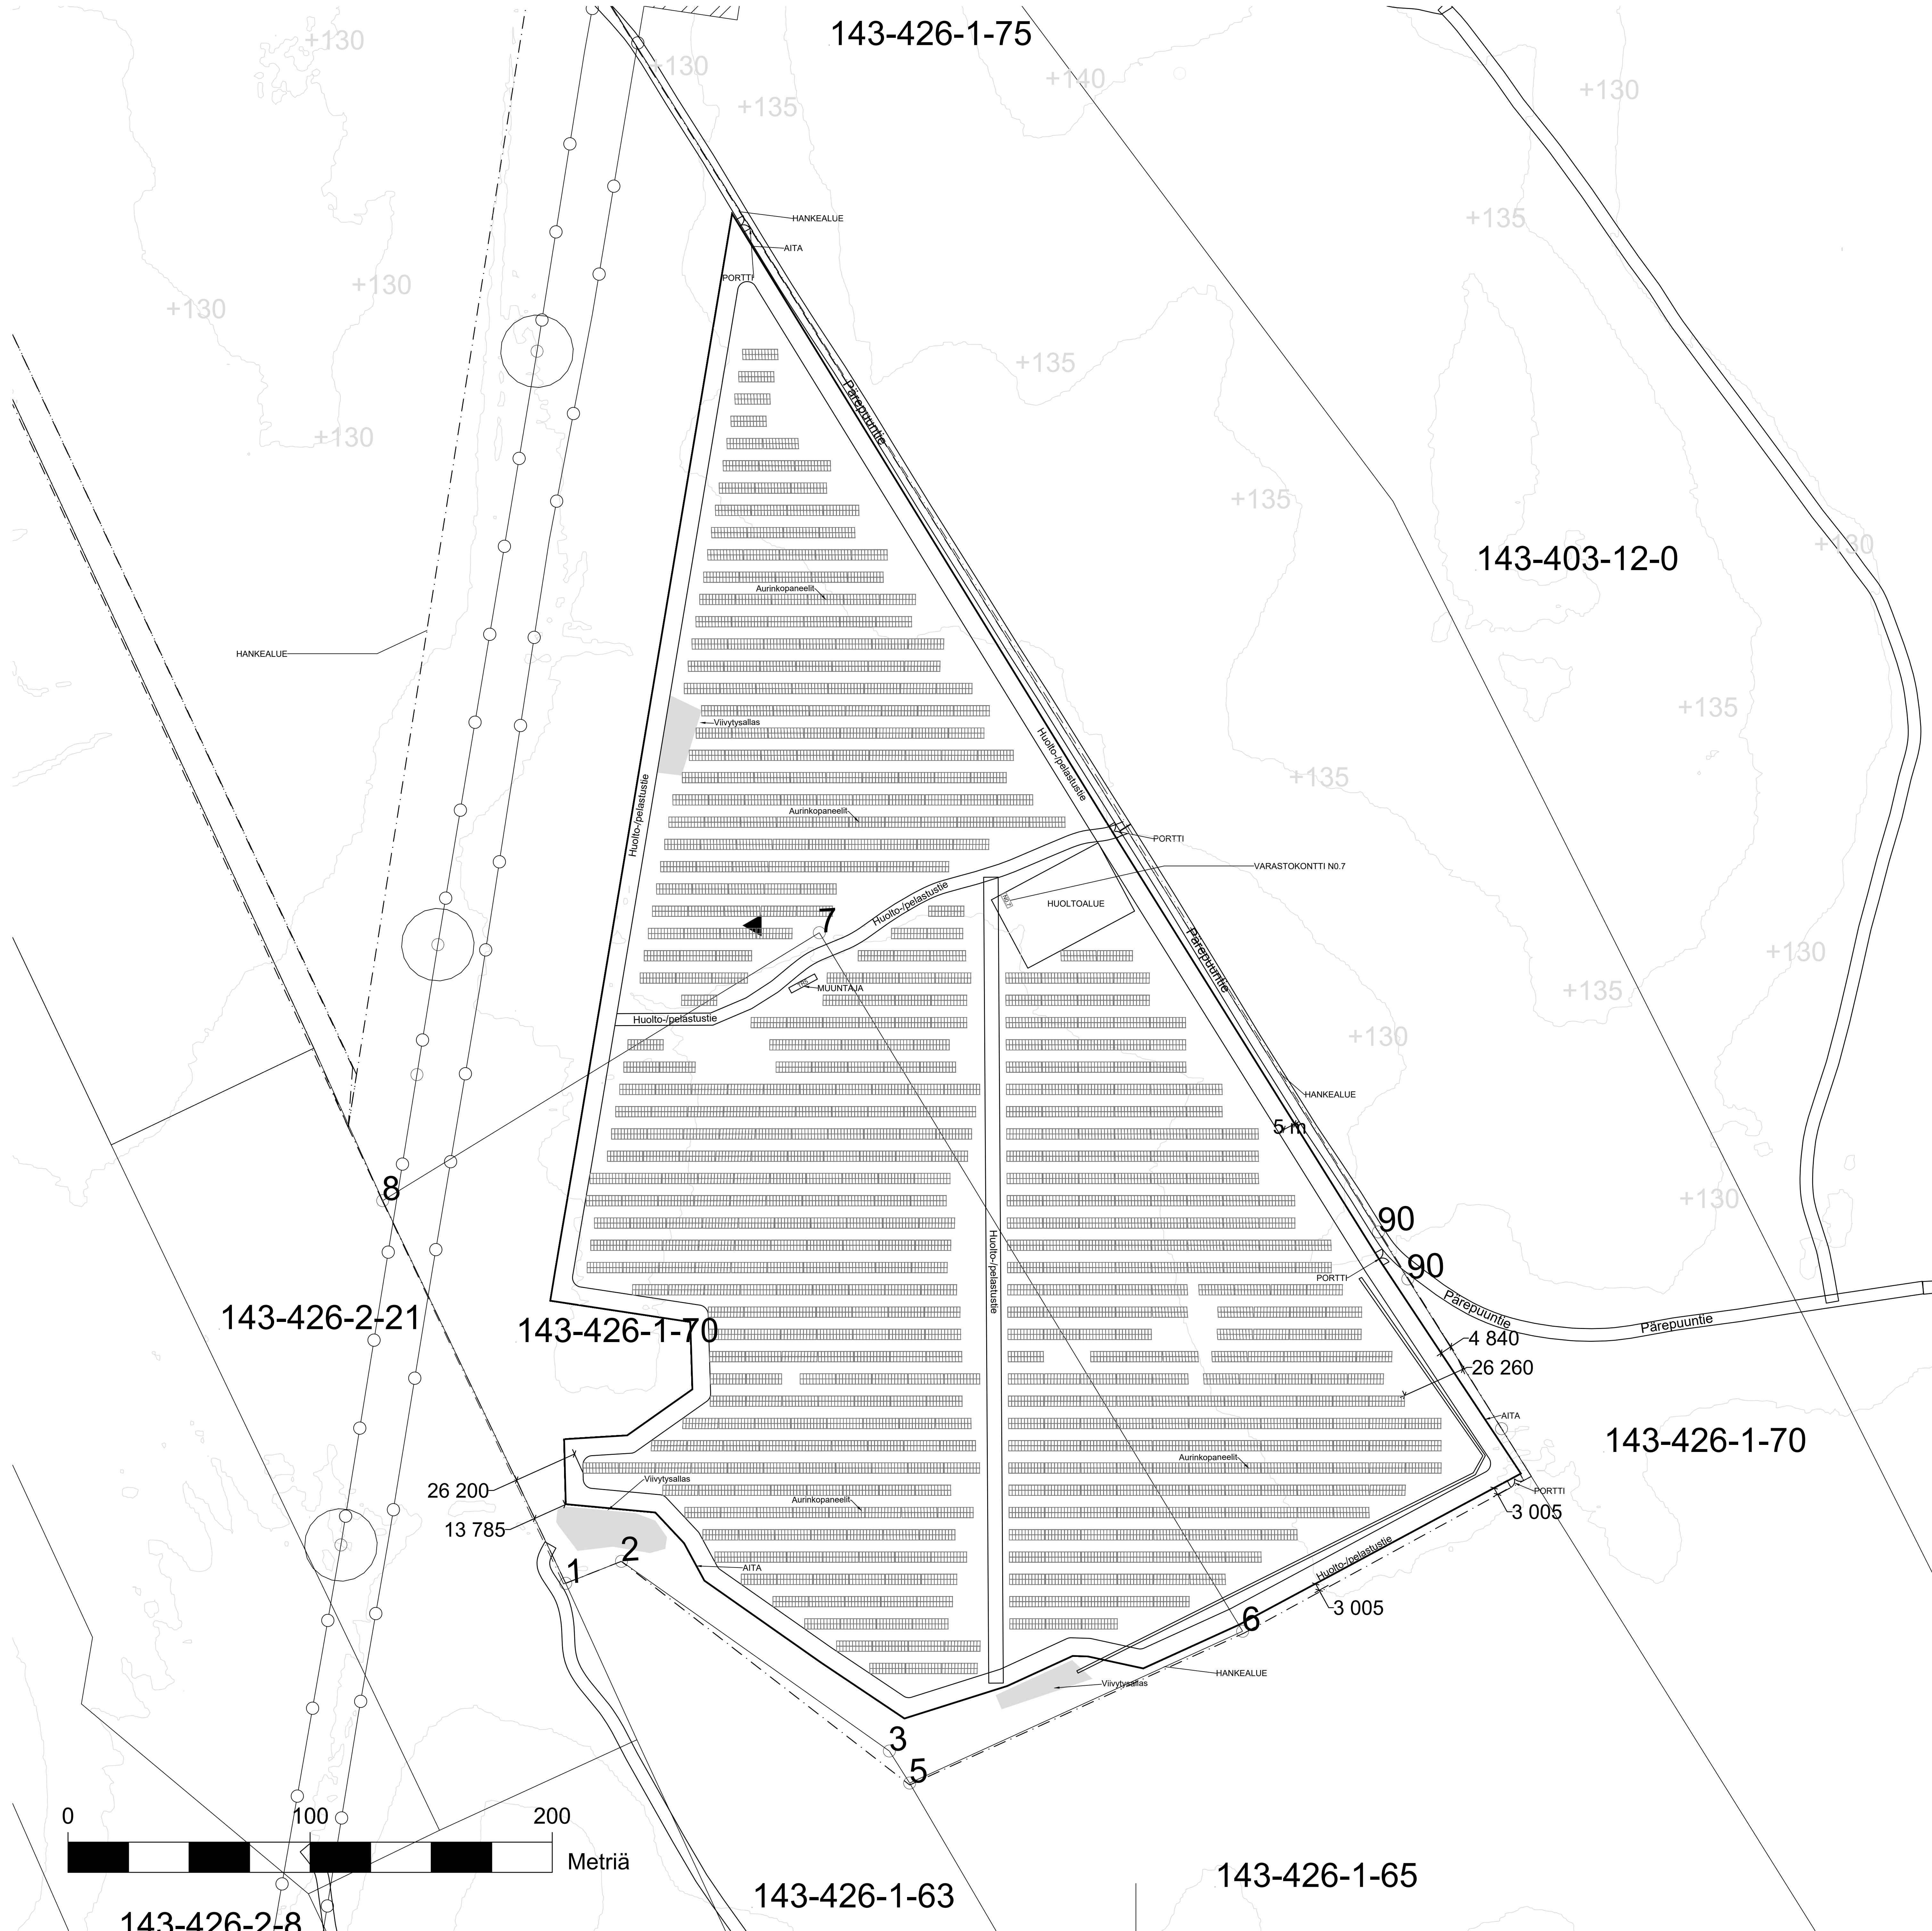 143-426-1-75
+130
+130
+140
+130
+135
+135
HANKEALUE
AITA
PORTTI
+130
+130
+135
Pärepuuntie
+130
+135
143-403-12-0
+130
Aurinkopaneelit
HANKEALUE
+135
Viivytysallas
Huolto-/pelastustie
Huolto-/pelastustie
+135
Aurinkopaneelit
PORTTI
VARASTOKONTTI N0.7
HUOLTOALUE
Huolto-/pelastustie
7
Pärepuuntie
+130
MUUNTAJA
+135
Huolto-/pelastustie
+130
HANKEALUE
5 m
8
+130
90
Huolto-/pelastustie
90
PORTTI
143-426-2-21
143-426-1-70
Pärepuuntie
Pärepuuntie
4 840
26 260
AITA
143-426-1-70
Aurinkopaneelit
26 200
Viivytysallas
Aurinkopaneelit
PORTTI
3 005
13 785
2
1
AITA
Huolto-/pelastustie
3 005
6
HANKEALUE
Viivytysallas
3
5
0 100 200
Metriä
143-426-1-65
143-426-1-63
143-426-2-8